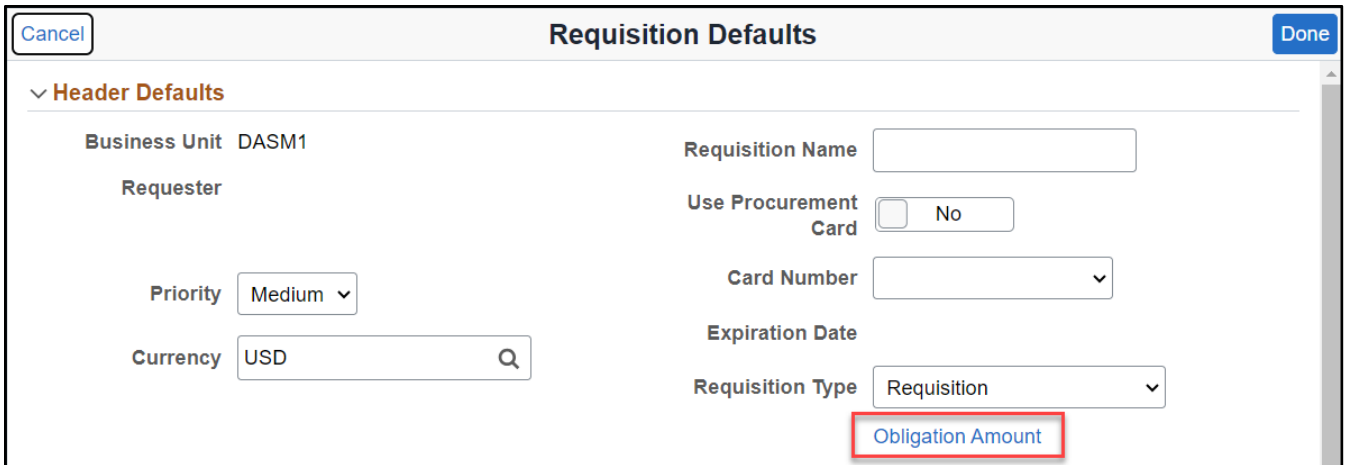 Cancel Requisition Defaults Done
Header Defaults
Business Unit DASM1
Requester
Priority Medium
Currency USD
Requisition Name
Use Procurement
Card No
Card Number
Expiration Date
Requisition Type Requisition
Obligation Amount